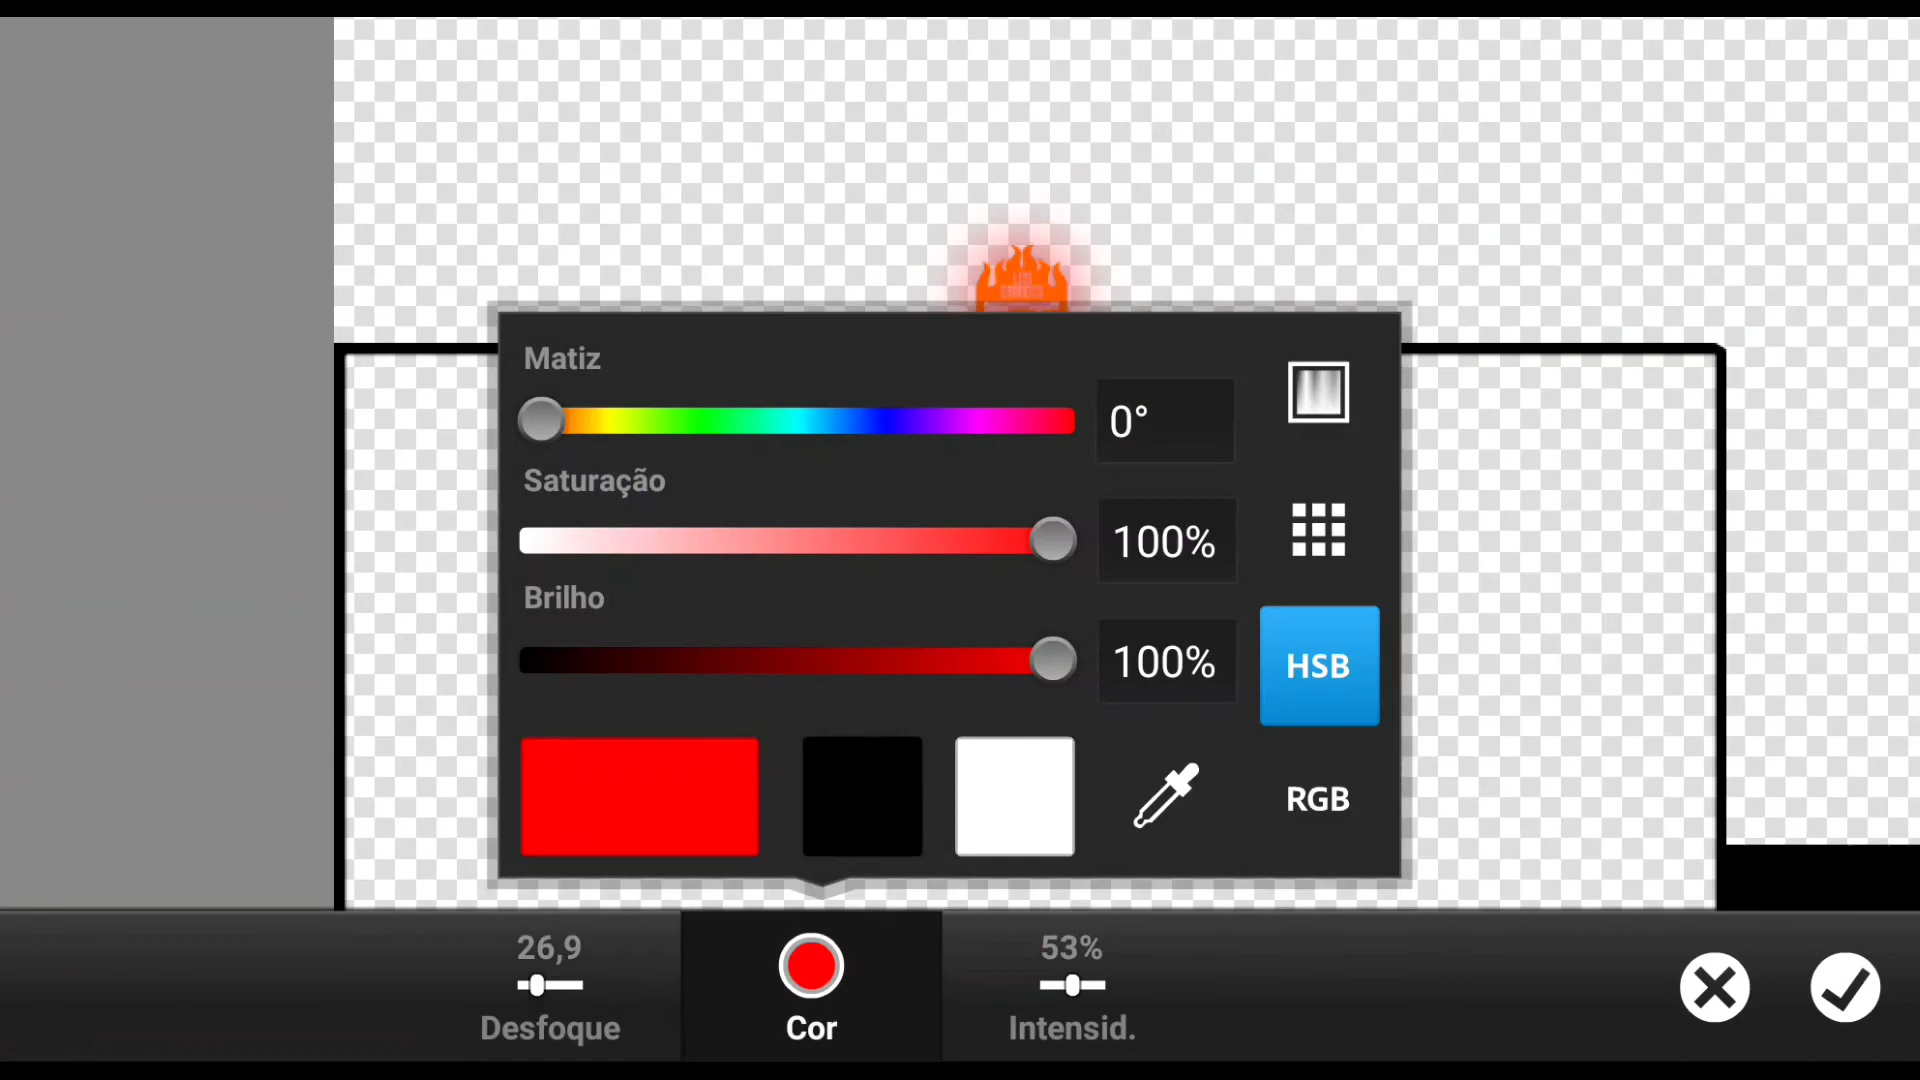 Matiz
0°
Saturação
100%
Brilho
100%
HSB
RGB
26,9
53%
Desfoque
Cor
Intensid.